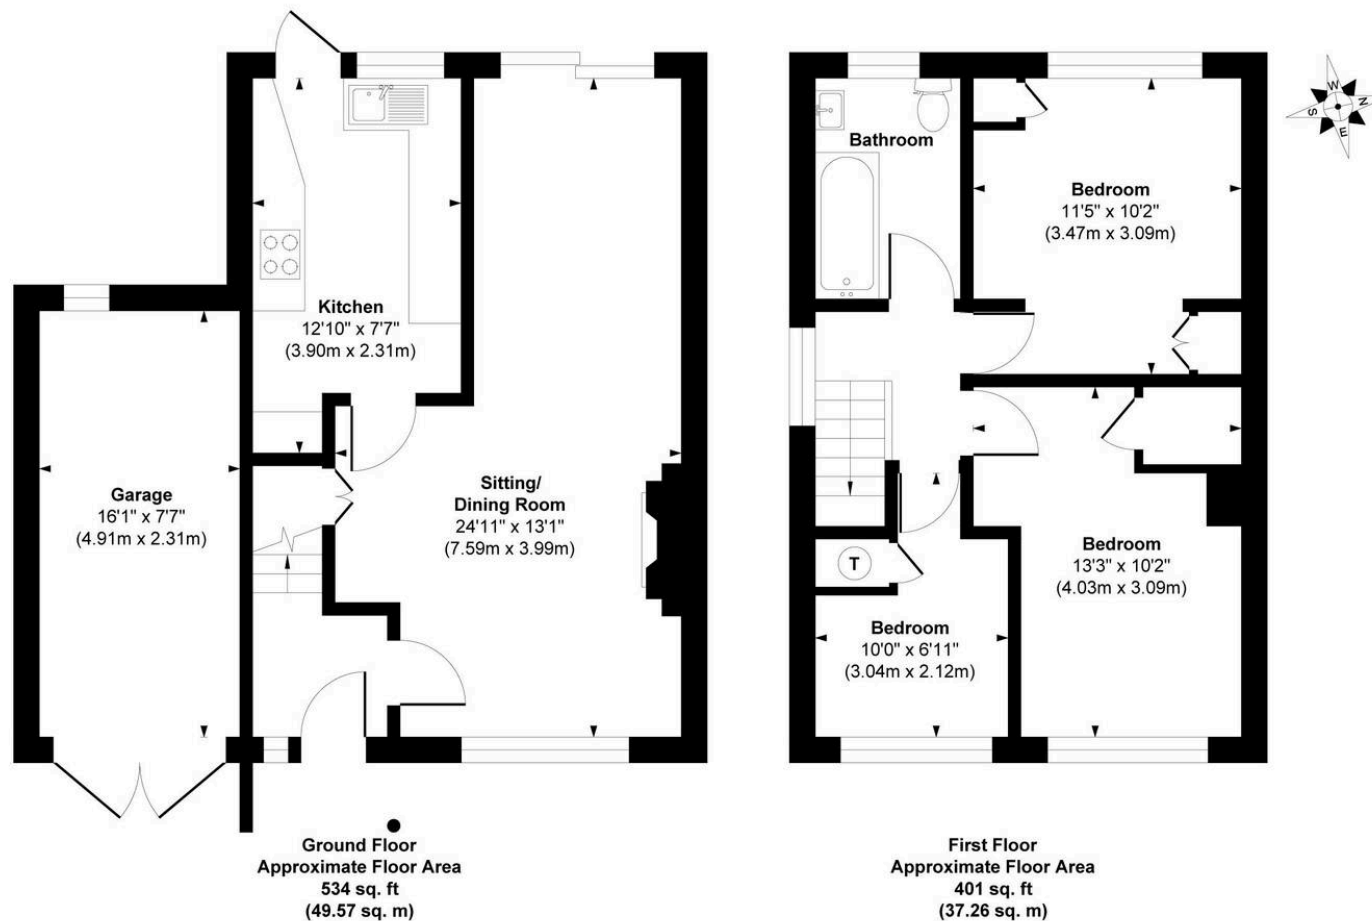 Kitchen
12'10" x 7'7"
(3.90m x 2.31m)
Garage
16'1" x 7'7"
(4.91m x 2.31m)
Sitting/
Dining Room
24'11" x 13'1"
(7.59m x 3.99m)
Ground Floor
Approximate Floor Area
534 sq. ft
(49.57 sq. m)
Bathroom
Bedroom
11'5" x 10'2"
(3.47m x 3.09m)
Bedroom
13'3" x 10'2"
(4.03m x 3.09m)
T
Bedroom
10'0" x 6'11"
(3.04m x 2.12m)
First Floor
Approximate Floor Area
401 sq. ft
(37.26 sq. m)
W
N
S
E